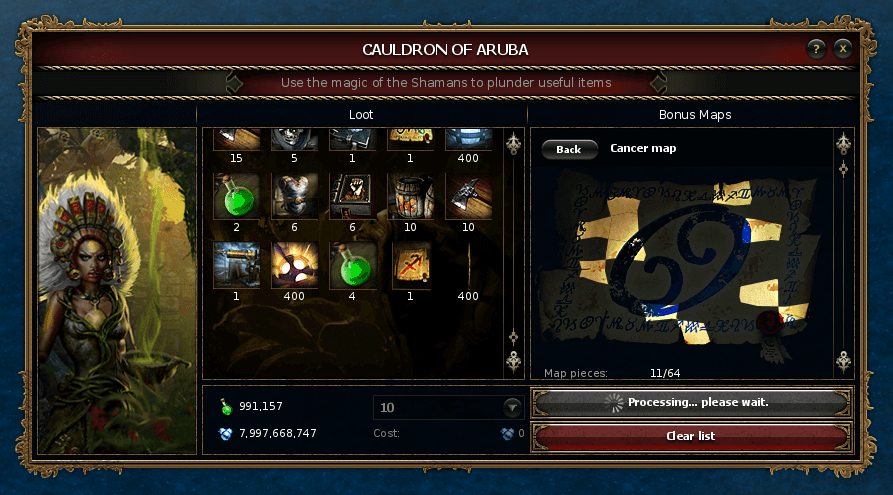 CAULDRON OF ARUBA
? X
Use the magic of the Shamans to plunder useful items
Loot
Bonus Maps
15 5 1 1 400
2 6 6 10 10
1 400 4 1 400
Back
Cancer map
Map pieces: 11/64
991,157
7,997,668,747
10
Cost: 0
Processing... please wait.
Clear list